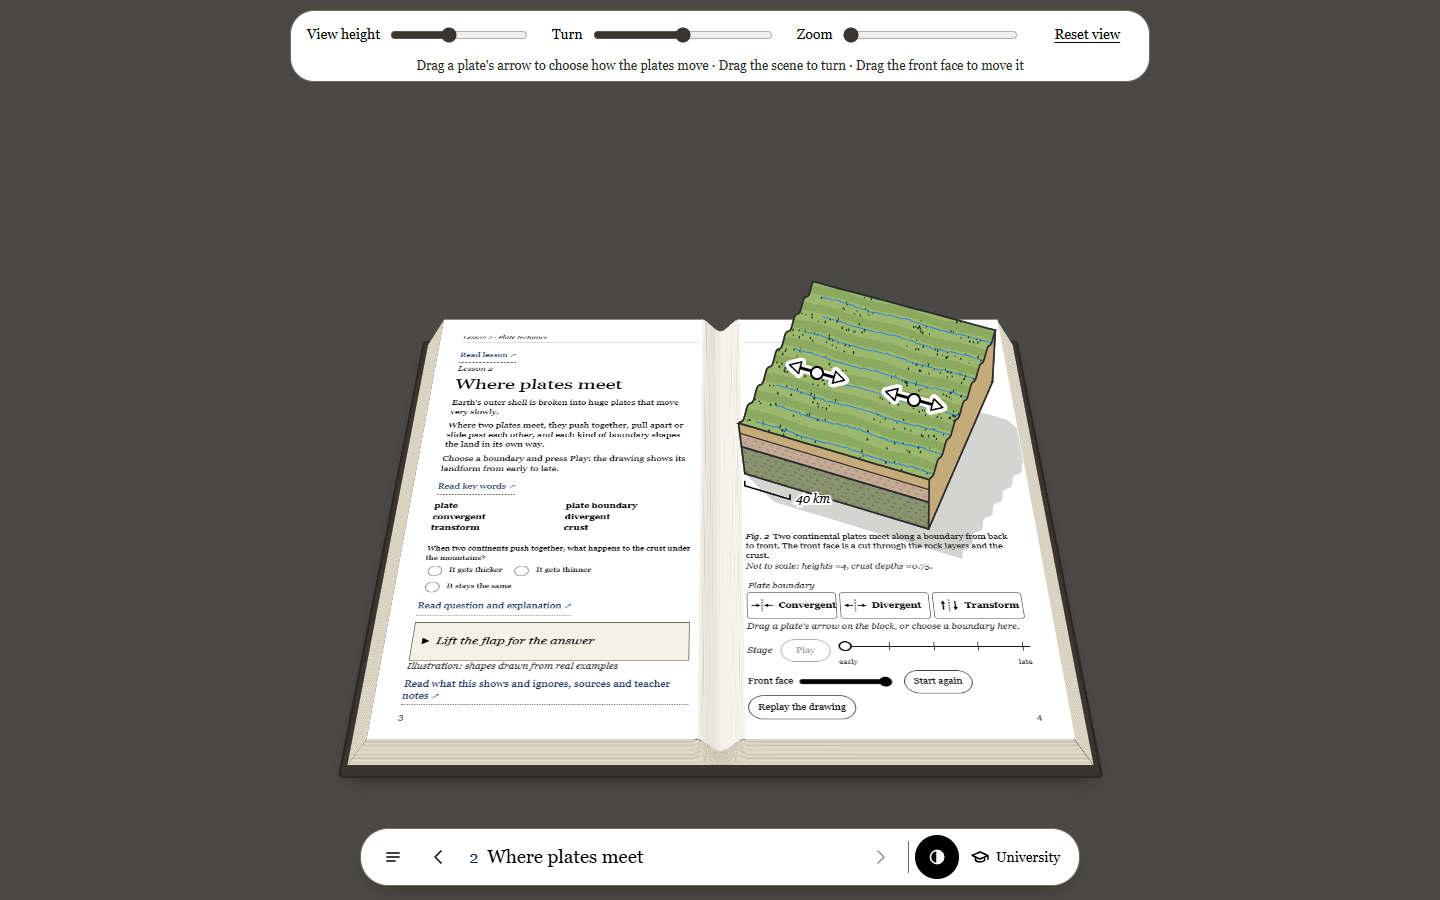 View height
Turn
Zoom
Reset view
Drag a plate's arrow to choose how the plates move · Drag the scene to turn · Drag the front face to move it
Read lesson ↗
Lesson 2
Where plates meet
Earth's outer shell is broken into huge plates that move
very slowly.
Where two plates meet, they push together, pull apart or
slide past each other, and each kind of boundary shapes
the land in its own way.
Choose a boundary and press Play: the drawing shows its
landform from early to late.
Read key words ↗
plate
plate boundary
convergent
divergent
transform
crust
When two continents push together, what happens to the crust under
the mountains?
It gets thicker
It gets thinner
It stays the same
Read question and explanation ↗
► Lift the flap for the answer
Illustration: shapes drawn from real examples
Read what this shows and ignores, sources and teacher
notes ↗
3
40 km
Fig. 2 Two continental plates meet along a boundary from back
to front. The front face is a cut through the rock layers and the
crust.
Not to scale: heights ×4, crust depths ×0.75.
Plate boundary
Convergent
Divergent
Transform
Drag a plate's arrow on the block, or choose a boundary here.
Stage
Play
early
late
Front face
Start again
Replay the drawing
4
2 Where plates meet
University